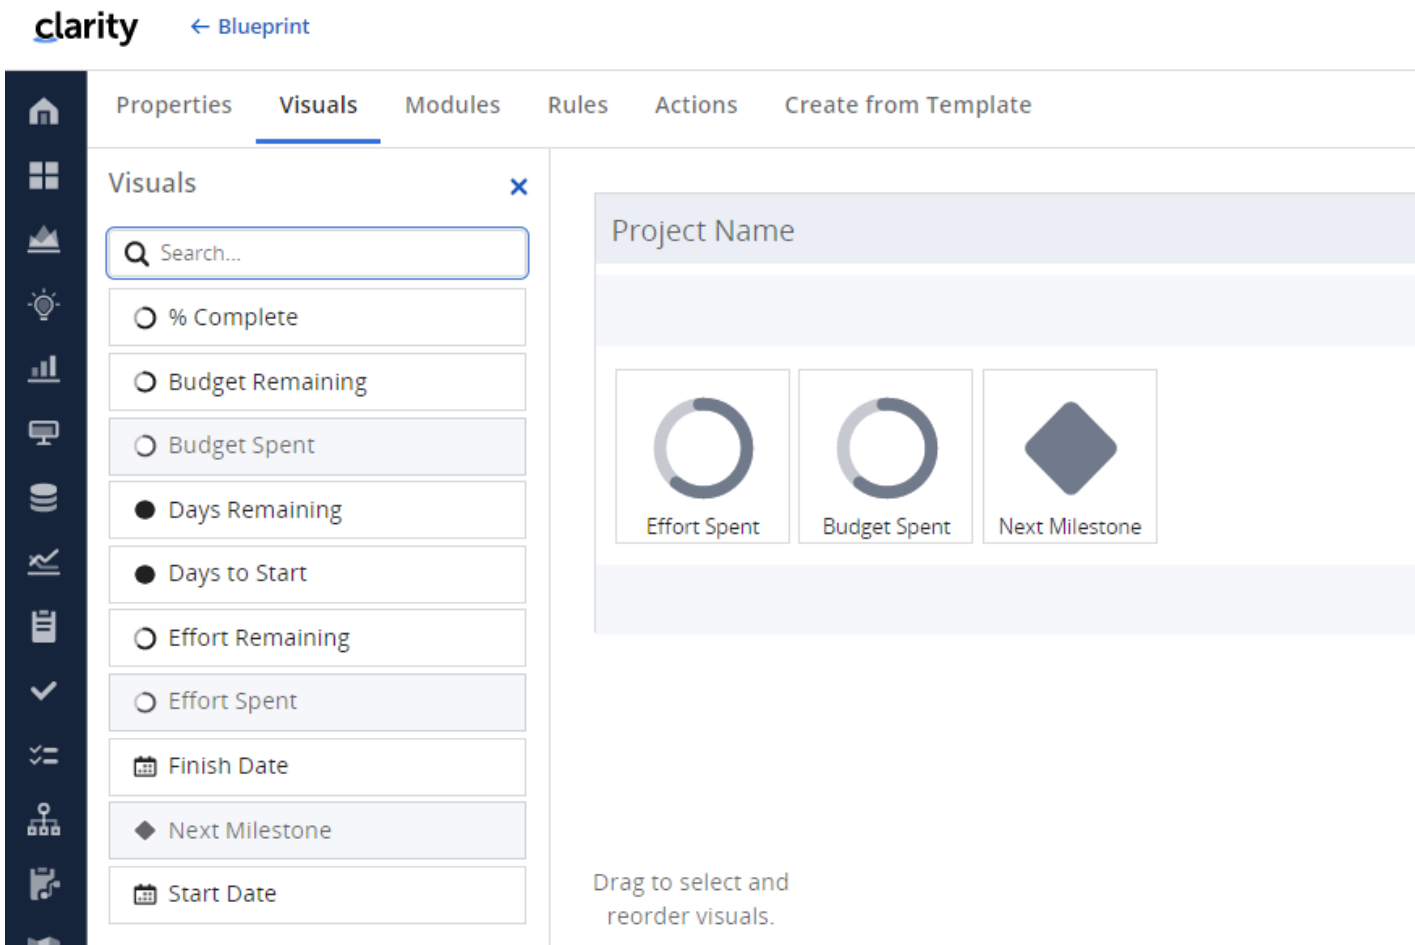 clarity
← Blueprint
Properties Visuals Modules Rules Actions Create from Template
Visuals
Search...
% Complete
Budget Remaining
Budget Spent
Days Remaining
Days to Start
Effort Remaining
Effort Spent
Finish Date
Next Milestone
Start Date
Project Name
Effort Spent Budget Spent Next Milestone
Drag to select and
reorder visuals.